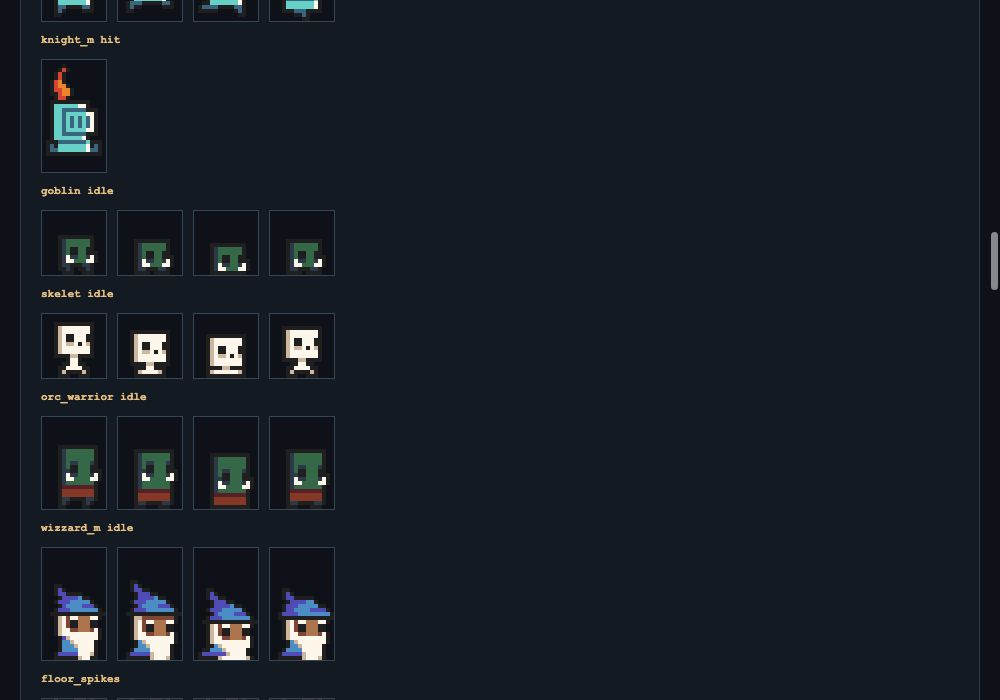 knight_m hit
goblin idle
skelet idle
orc_warrior idle
wizzard_m idle
floor_spikes